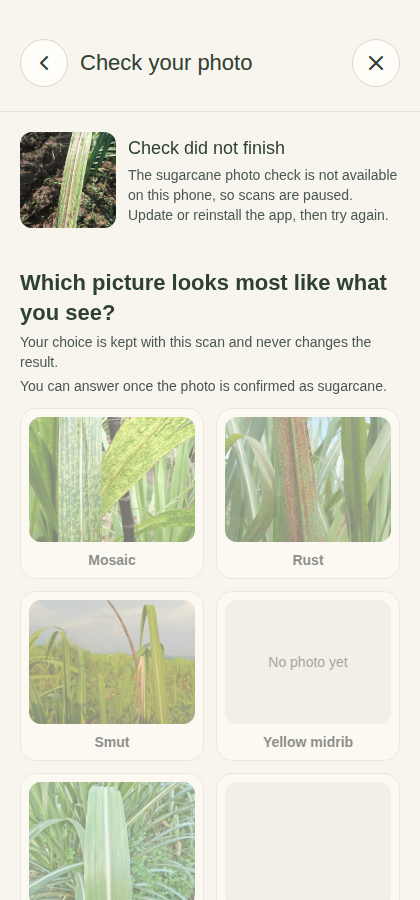 Check your photo
Check did not finish
The sugarcane photo check is not available
on this phone, so scans are paused.
Update or reinstall the app, then try again.
Which picture looks most like what
you see?
Your choice is kept with this scan and never changes the
result.
You can answer once the photo is confirmed as sugarcane.
Mosaic
Rust
No photo yet
Smut
Yellow midrib